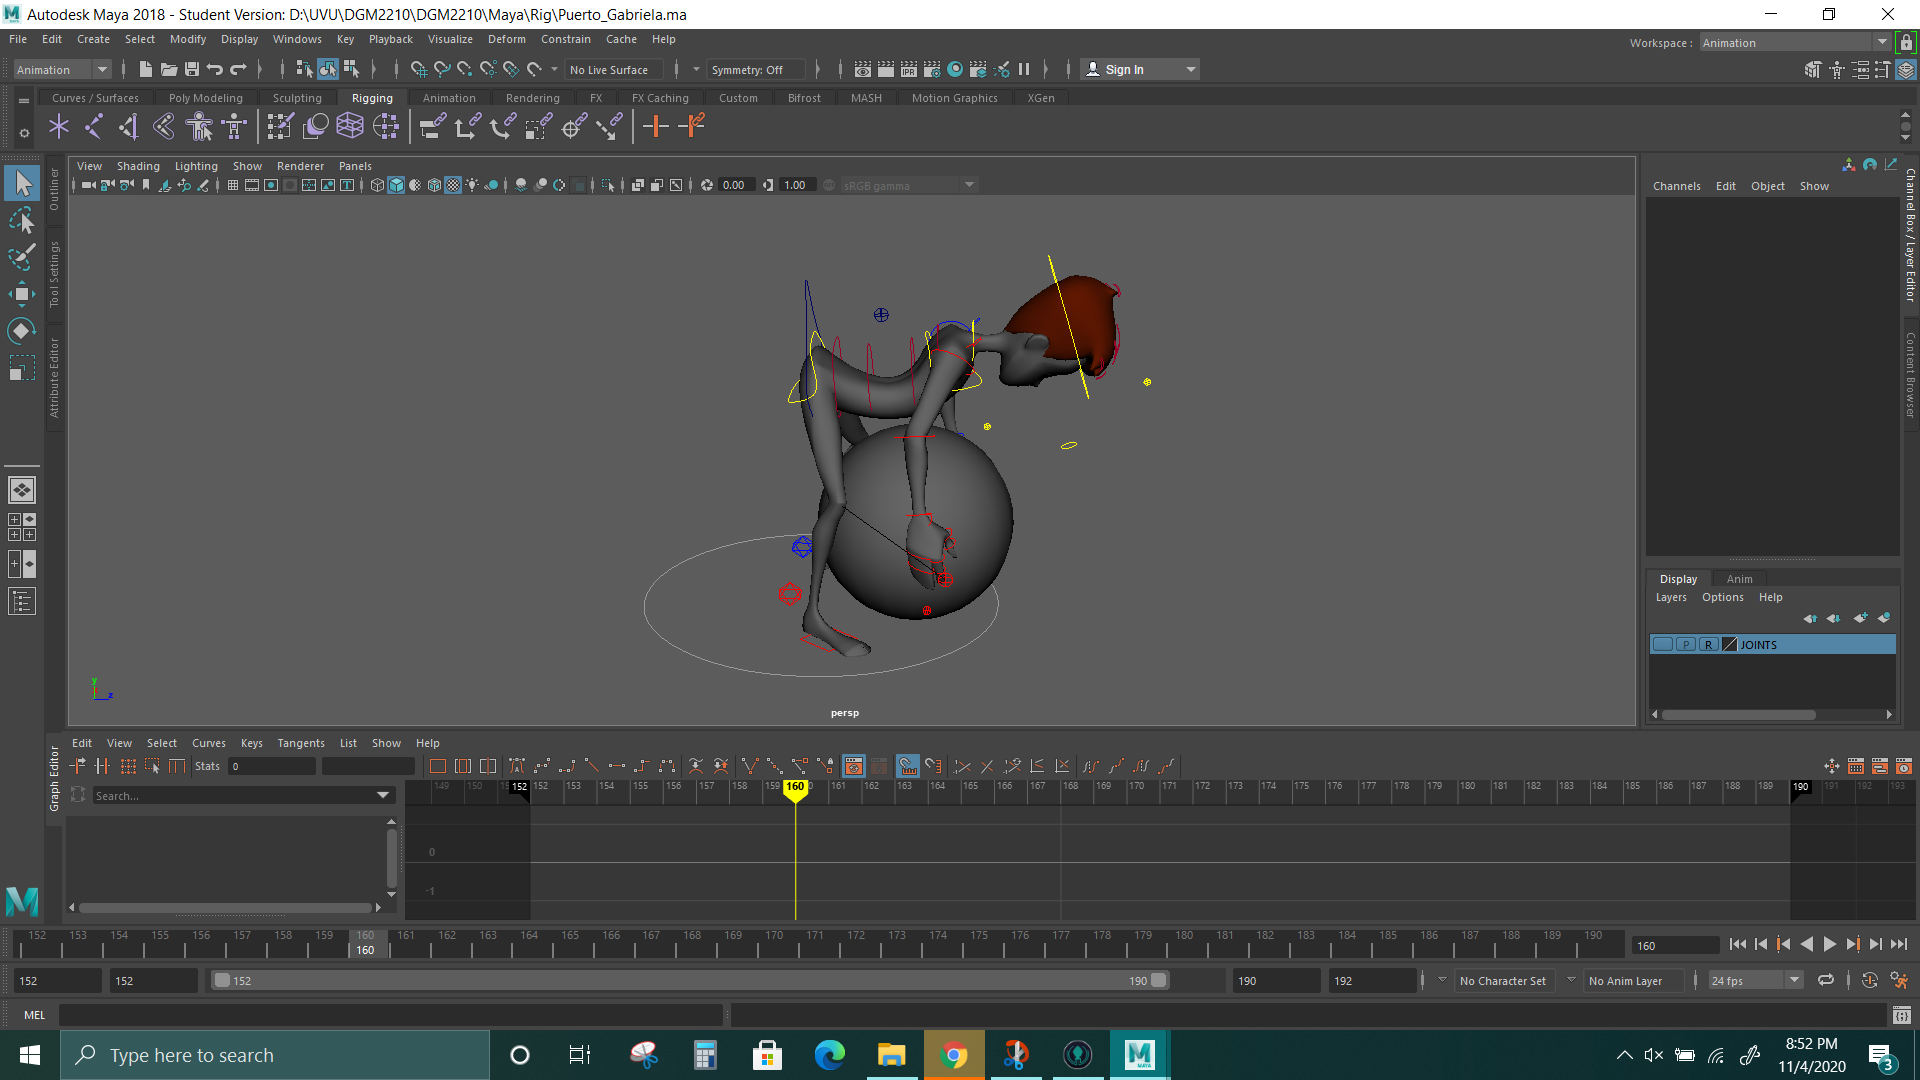 Autodesk Maya 2018 - Student Version: D:\UVU\DGM2210\DGM2210\Maya\Rig\Puerto_Gabriela.ma
File Edit Create Select Modify Display Windows Key Playback Visualize Deform Constrain Cache Help
Workspace : Animation
Animation No Live Surface Symmetry: Off Sign In
Curves / Surfaces Poly Modeling Sculpting Rigging Animation Rendering FX FX Caching Custom Bifrost MASH Motion Graphics XGen
View Shading Lighting Show Renderer Panels
0.00 1.00 sRGB gamma
Channels Edit Object Show
Outliner
Tool Settings
Attribute Editor
Channel Box / Layer Editor
Content Browser
y
z
persp
Display Anim
Layers Options Help
P R JOINTS
Edit View Select Curves Keys Tangents List Show Help
Stats 0
Graph Editor
Search...
149 150 152 152 153 154 155 156 157 158 159 160 161 162 163 164 165 166 167 168 169 170 171 172 173 174 175 176 177 178 179 180 181 182 183 184 185 186 187 188 189 190 191 192 193
0
-1
152 153 154 155 156 157 158 159 160 161 162 163 164 165 166 167 168 169 170 171 172 173 174 175 176 177 178 179 180 181 182 183 184 185 186 187 188 189 190
160 160
152 152 152 190 190 192 No Character Set No Anim Layer 24 fps
MEL
Type here to search
MAYA
8:52 PM
11/4/2020
3